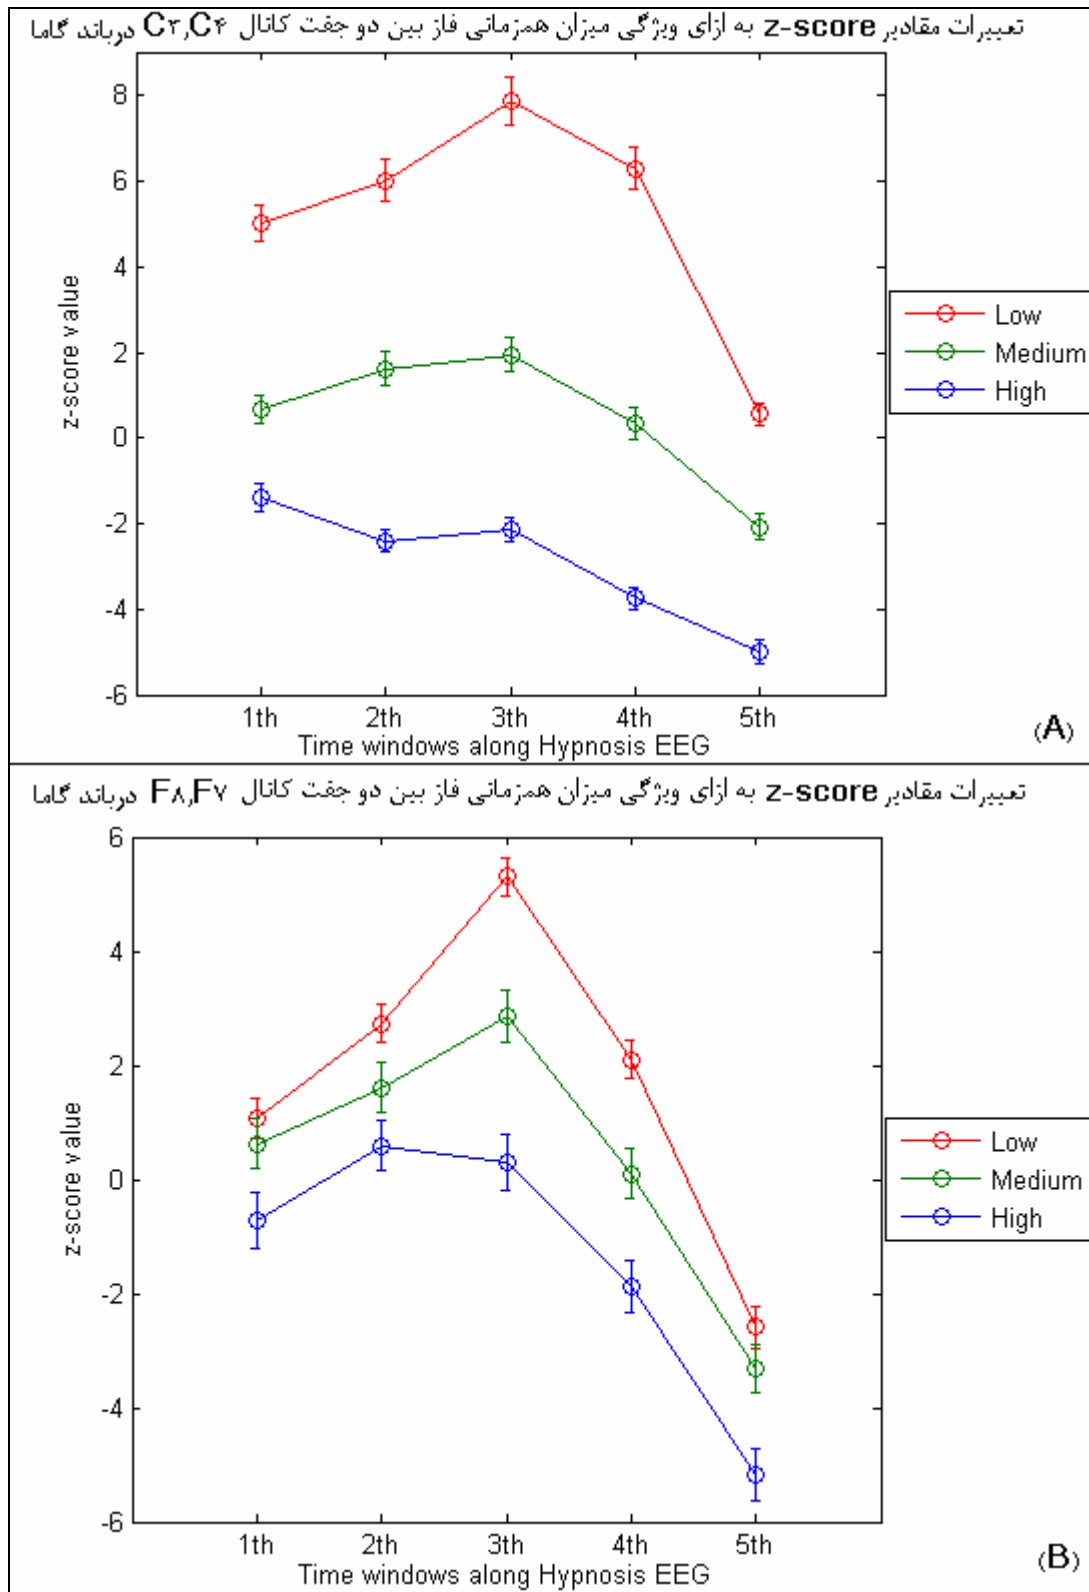 تغییرات مقادیر z-score به ازای ویژگی میزان همزمانی فاز بین دو جفت کانال C۳,C۴ درباند گاما
8
6
4
2
0
-2
-4
-6
z-score value
1th 2th 3th 4th 5th
Time windows along Hypnosis EEG
Low
Medium
High
(A)
تغییرات مقادیر z-score به ازای ویژگی میزان همزمانی فاز بین دو جفت کانال F۸,F۷ درباند گاما
6
4
2
0
-2
-4
-6
z-score value
1th 2th 3th 4th 5th
Time windows along Hypnosis EEG
Low
Medium
High
(B)